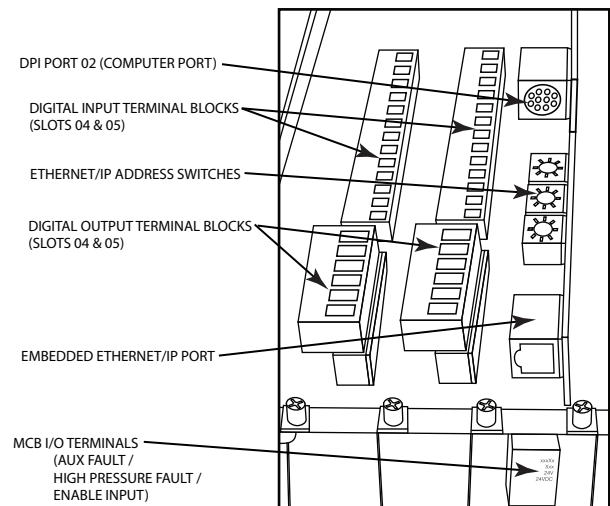 DPI PORT 02 (COMPUTER PORT)
DIGITAL INPUT TERMINAL BLOCKS
(SLOTS 04 & 05)
ETHERNET/IP ADDRESS SWITCHES
DIGITAL OUTPUT TERMINAL BLOCKS
(SLOTS 04 & 05)
EMBEDDED ETHERNET/IP PORT
MCB I/O TERMINALS
(AUX FAULT /
HIGH PRESSURE FAULT /
ENABLE INPUT)
24V
24VDC